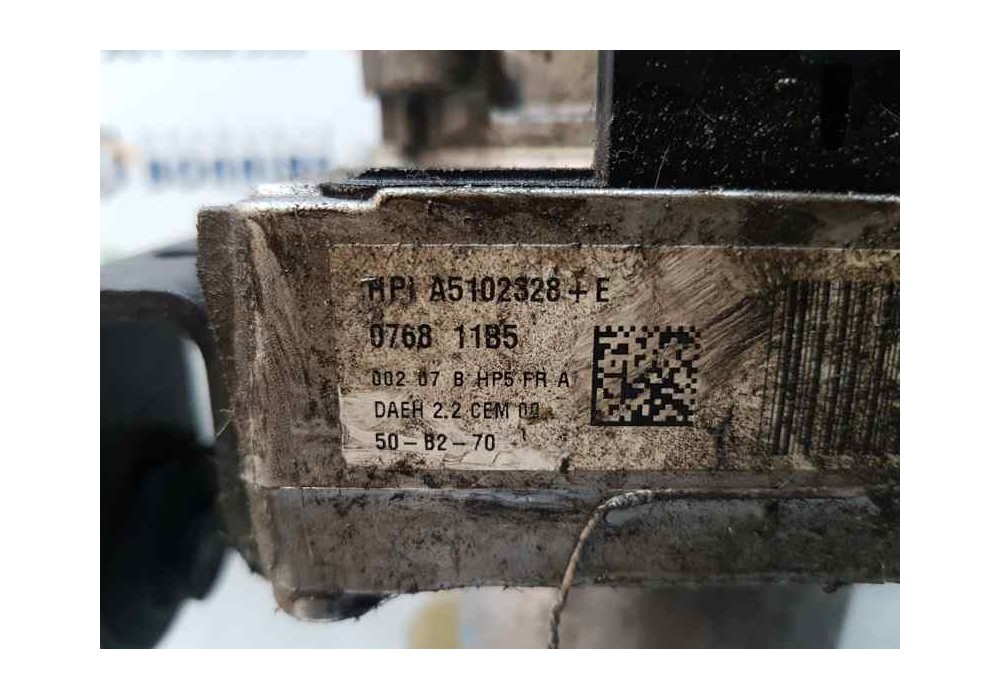 HPI A5102328+E
0768 11B5
002 07 B HP5 FR A
DAEH 2.2 CEM 00
50-B2-70